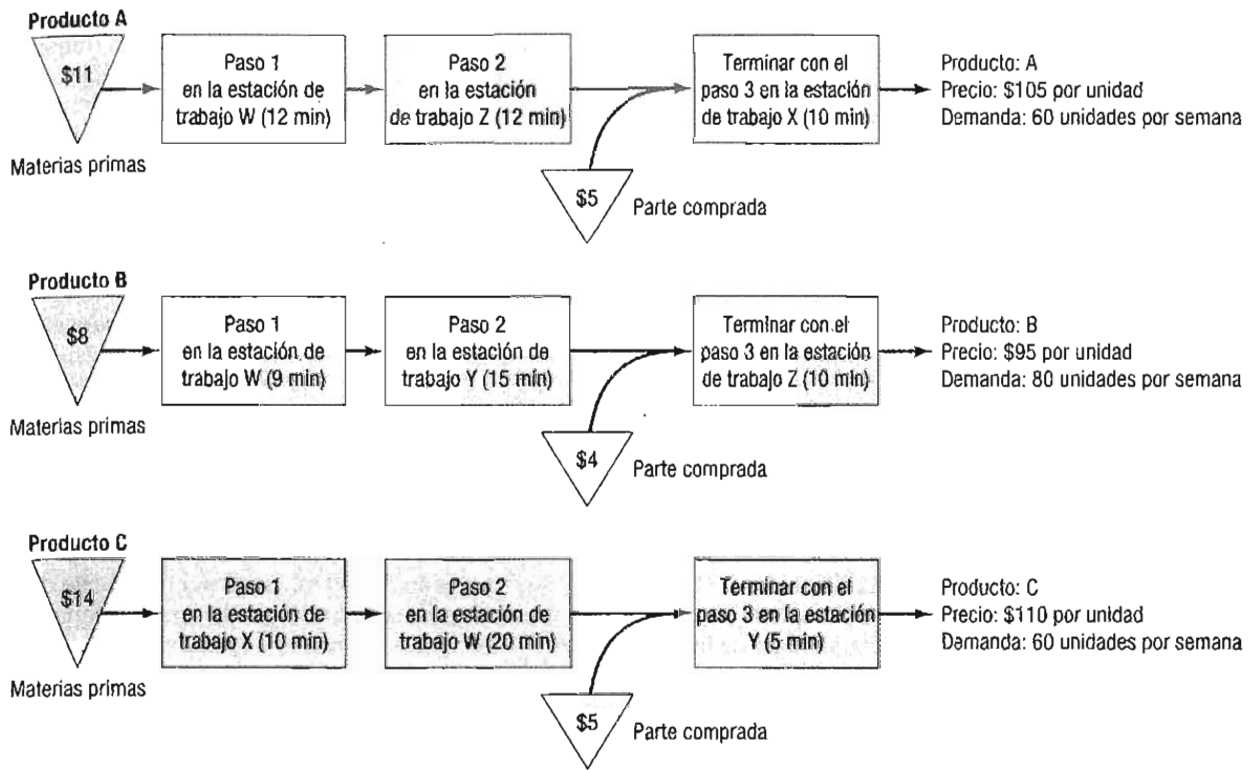 Producto A
$11
Materias primas
Paso 1
en la estación de
trabajo W (12 min)
Paso 2
en la estación
de trabajo Z (12 min)
$5
Parte comprada
Terminar con el
paso 3 en la estación
de trabajo X (10 min)
Producto: A
Precio: $105 por unidad
Demanda: 60 unidades por semana
Producto B
$8
Materias primas
Paso 1
en la estación de
trabajo W (9 min)
Paso 2
en la estación de
trabajo Y (15 min)
$4
Parte comprada
Terminar con el
paso 3 en la estación
de trabajo Z (10 min)
Producto: B
Precio: $95 por unidad
Demanda: 80 unidades por semana
Producto C
$14
Materias primas
Paso 1
en la estación de
trabajo X (10 min)
Paso 2
en la estación de
trabajo W (20 min)
$5
Parte comprada
Terminar con el
paso 3 en la estación
Y (5 min)
Producto: C
Precio: $110 por unidad
Demanda: 60 unidades por semana